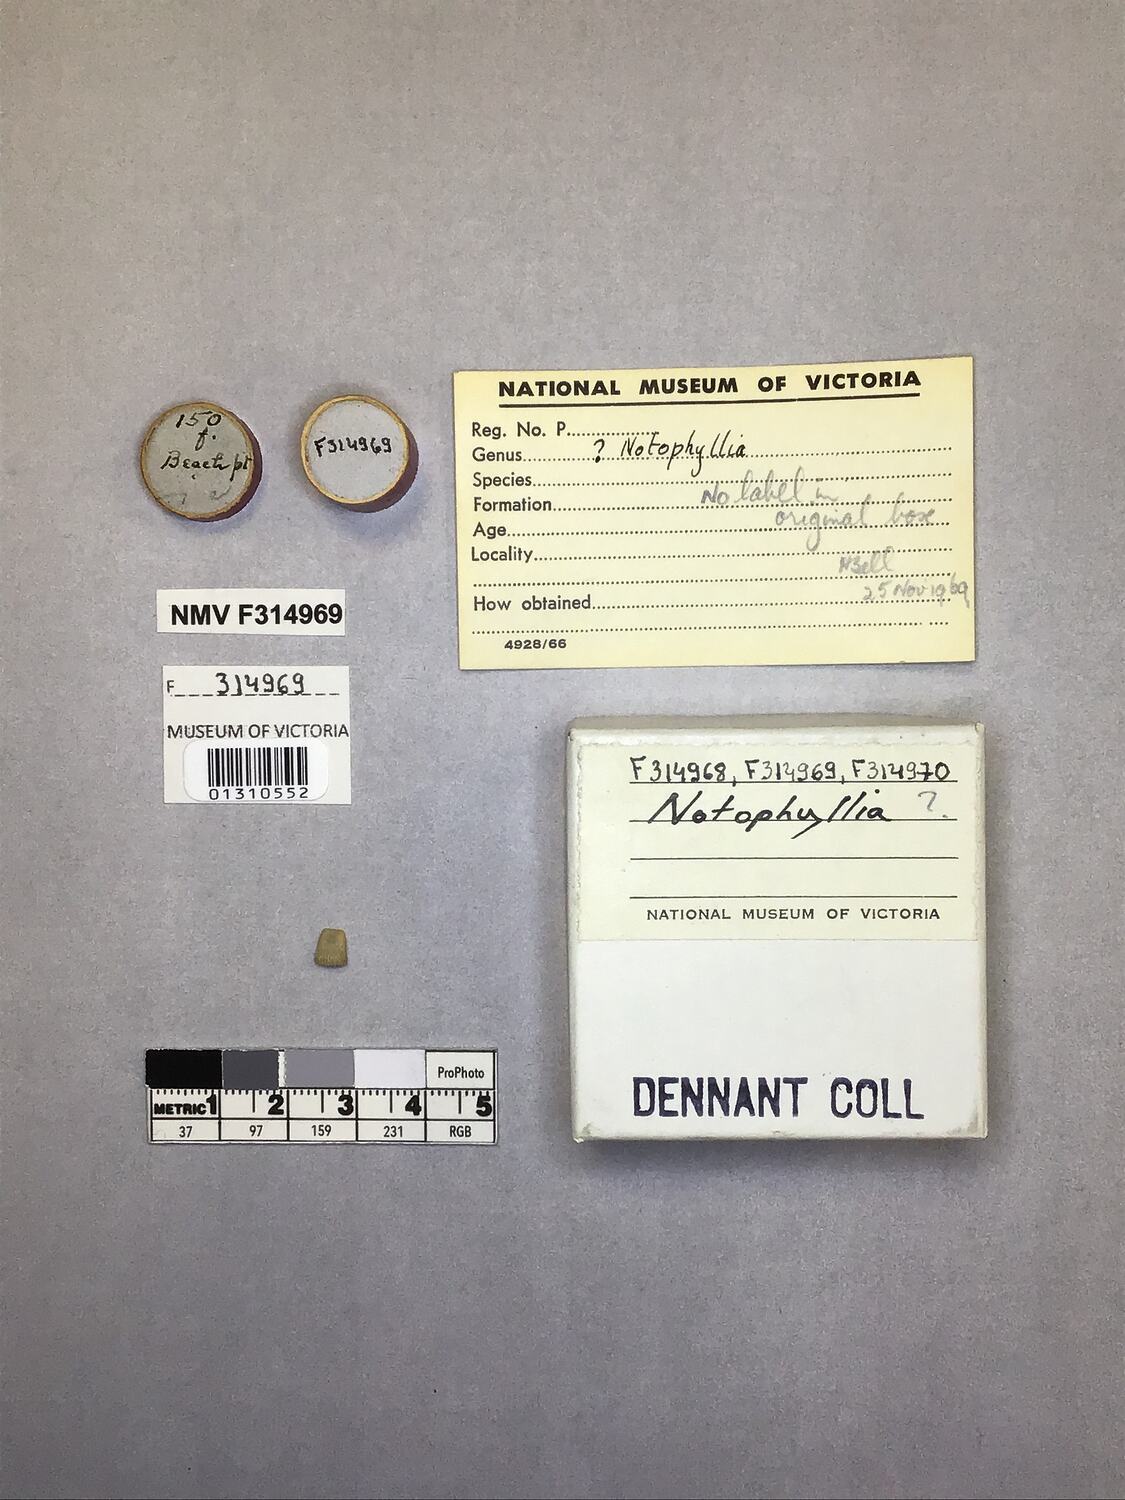 150
f.
Beach pt
F314969
NMV F314969
F 314969
MUSEUM OF VICTORIA
01310552
NATIONAL MUSEUM OF VICTORIA
Reg. No. P
Genus ? Notophyllia
Species
Formation No label in
Age original box
Locality
NBell
How obtained 25 Nov 1969
4928/66
F314968, F314969, F314970
Notophyllia ?
NATIONAL MUSEUM OF VICTORIA
DENNANT COLL
ProPhoto
METRIC 1 2 3 4 5
37 97 159 231 RGB